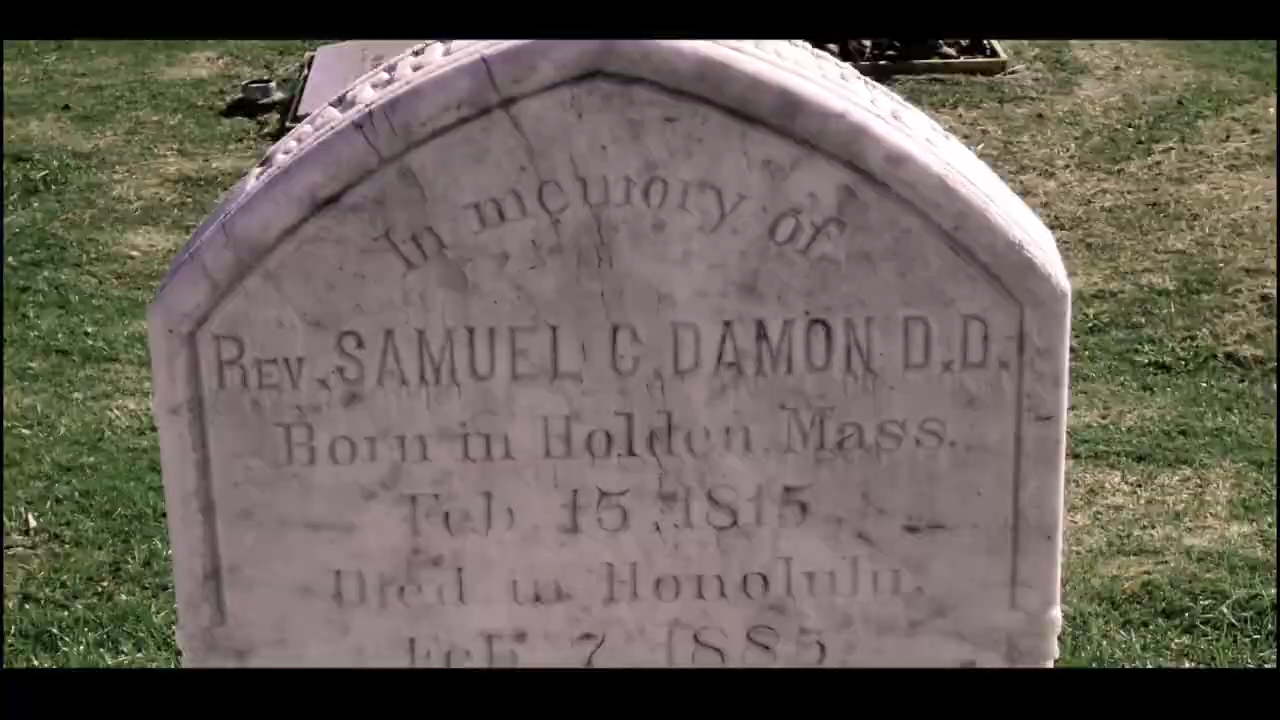 In memory of
REV. SAMUEL C. DAMON D.D.
Born in Holden Mass.
Feb 15, 1815
Died in Honolulu.
Feb 7 1885